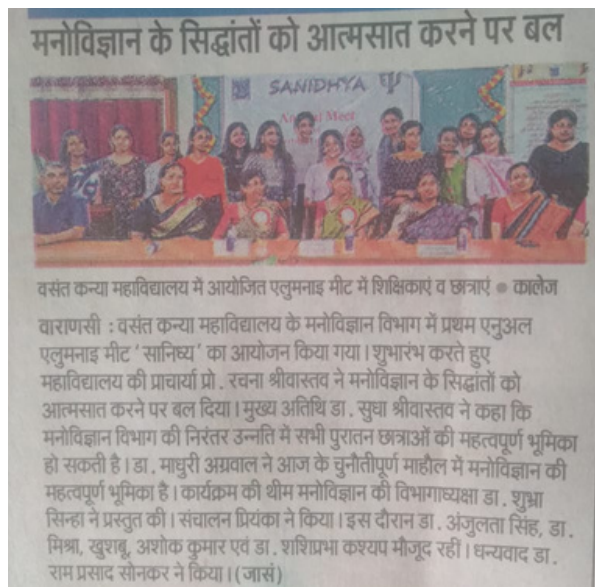 मनोविज्ञान के सिद्धांतों को आत्मसात करने पर बल
SANIDHYA Ψ
Meet
वसंत कन्या महाविद्यालय में आयोजित एलुमनाइ मीट में शिक्षिकाएं व छात्राएं ● कालेज
वाराणसी : वसंत कन्या महाविद्यालय के मनोविज्ञान विभाग में प्रथम एनुअल
एलुमनाइ मीट ' सानिध्य ' का आयोजन किया गया। शुभारंभ करते हुए
महाविद्यालय की प्राचार्या प्रो . रचना श्रीवास्तव ने मनोविज्ञान के सिद्धांतों को
आत्मसात करने पर बल दिया। मुख्य अतिथि डा . सुधा श्रीवास्तव ने कहा कि
मनोविज्ञान विभाग की निरंतर उन्नति में सभी पुरातन छात्राओं की महत्वपूर्ण भूमिका
हो सकती है। डा . माधुरी अग्रवाल ने आज के चुनौतीपूर्ण माहौल में मनोविज्ञान की
महत्वपूर्ण भूमिका है। कार्यक्रम की थीम मनोविज्ञान की विभागाध्यक्षा डा . शुभ्रा
सिन्हा ने प्रस्तुत की। संचालन प्रियंका ने किया। इस दौरान डा . अंजुलता सिंह, डा .
मिश्रा, खुशबू, अशोक कुमार एवं डा . शशिप्रभा कश्यप मौजूद रहीं। धन्यवाद डा .
राम प्रसाद सोनकर ने किया। (जासं)